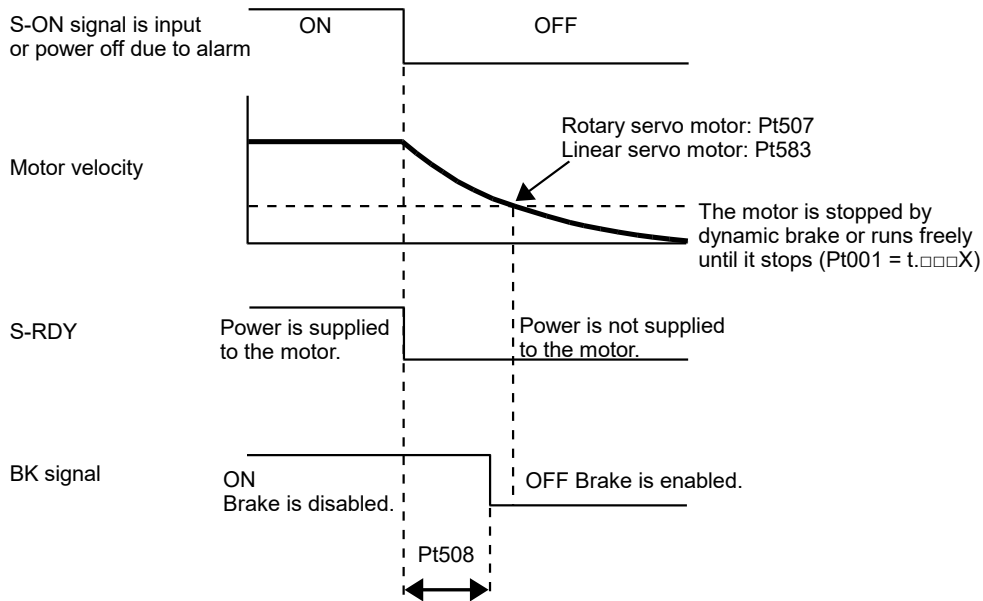 S-ON signal is input
or power off due to alarm
ON
OFF
Motor velocity
Rotary servo motor: Pt507
Linear servo motor: Pt583
The motor is stopped by
dynamic brake or runs freely
until it stops (Pt001 = t.□□□X)
S-RDY
Power is supplied
to the motor.
Power is not supplied
to the motor.
BK signal
ON
Brake is disabled.
OFF Brake is enabled.
Pt508